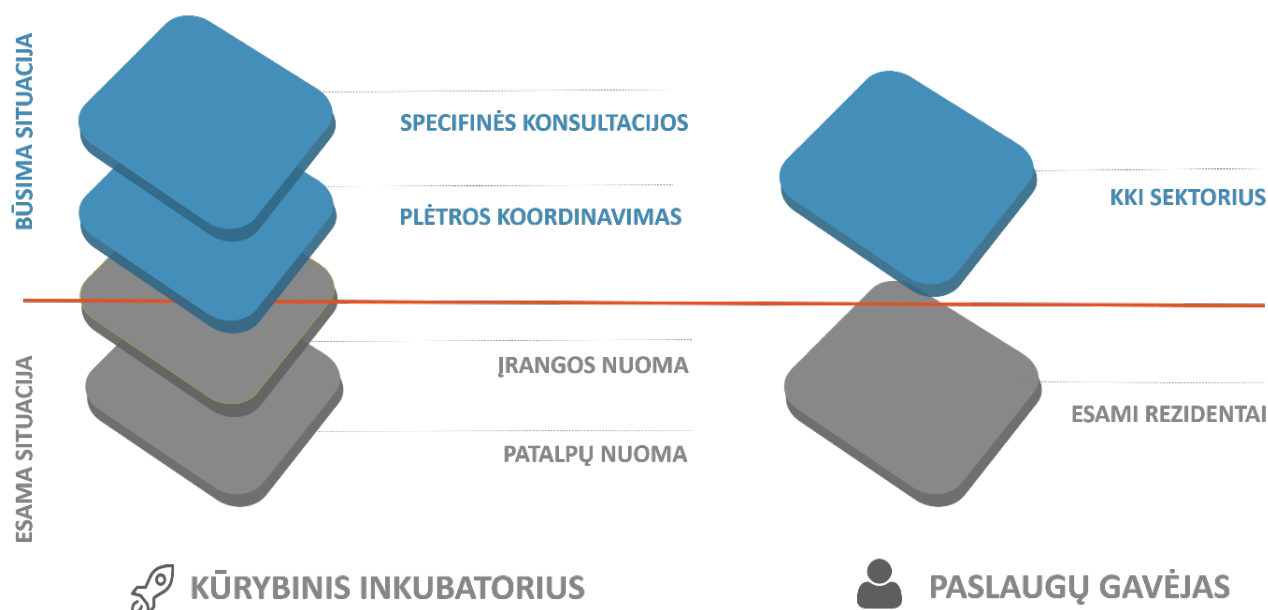 BŪSIMA SITUACIJA
SPECIFINĖS KONSULTACIJOS
PLĖTROS KOORDINAVIMAS
KKI SEKTORIUS
ESAMA SITUACIJA
ĮRANGOS NUOMA
PATALPŲ NUOMA
ESAMI REZIDENTAI
KŪRYBINIS INKUBATORIUS
PASLAUGŲ GAVĖJAS